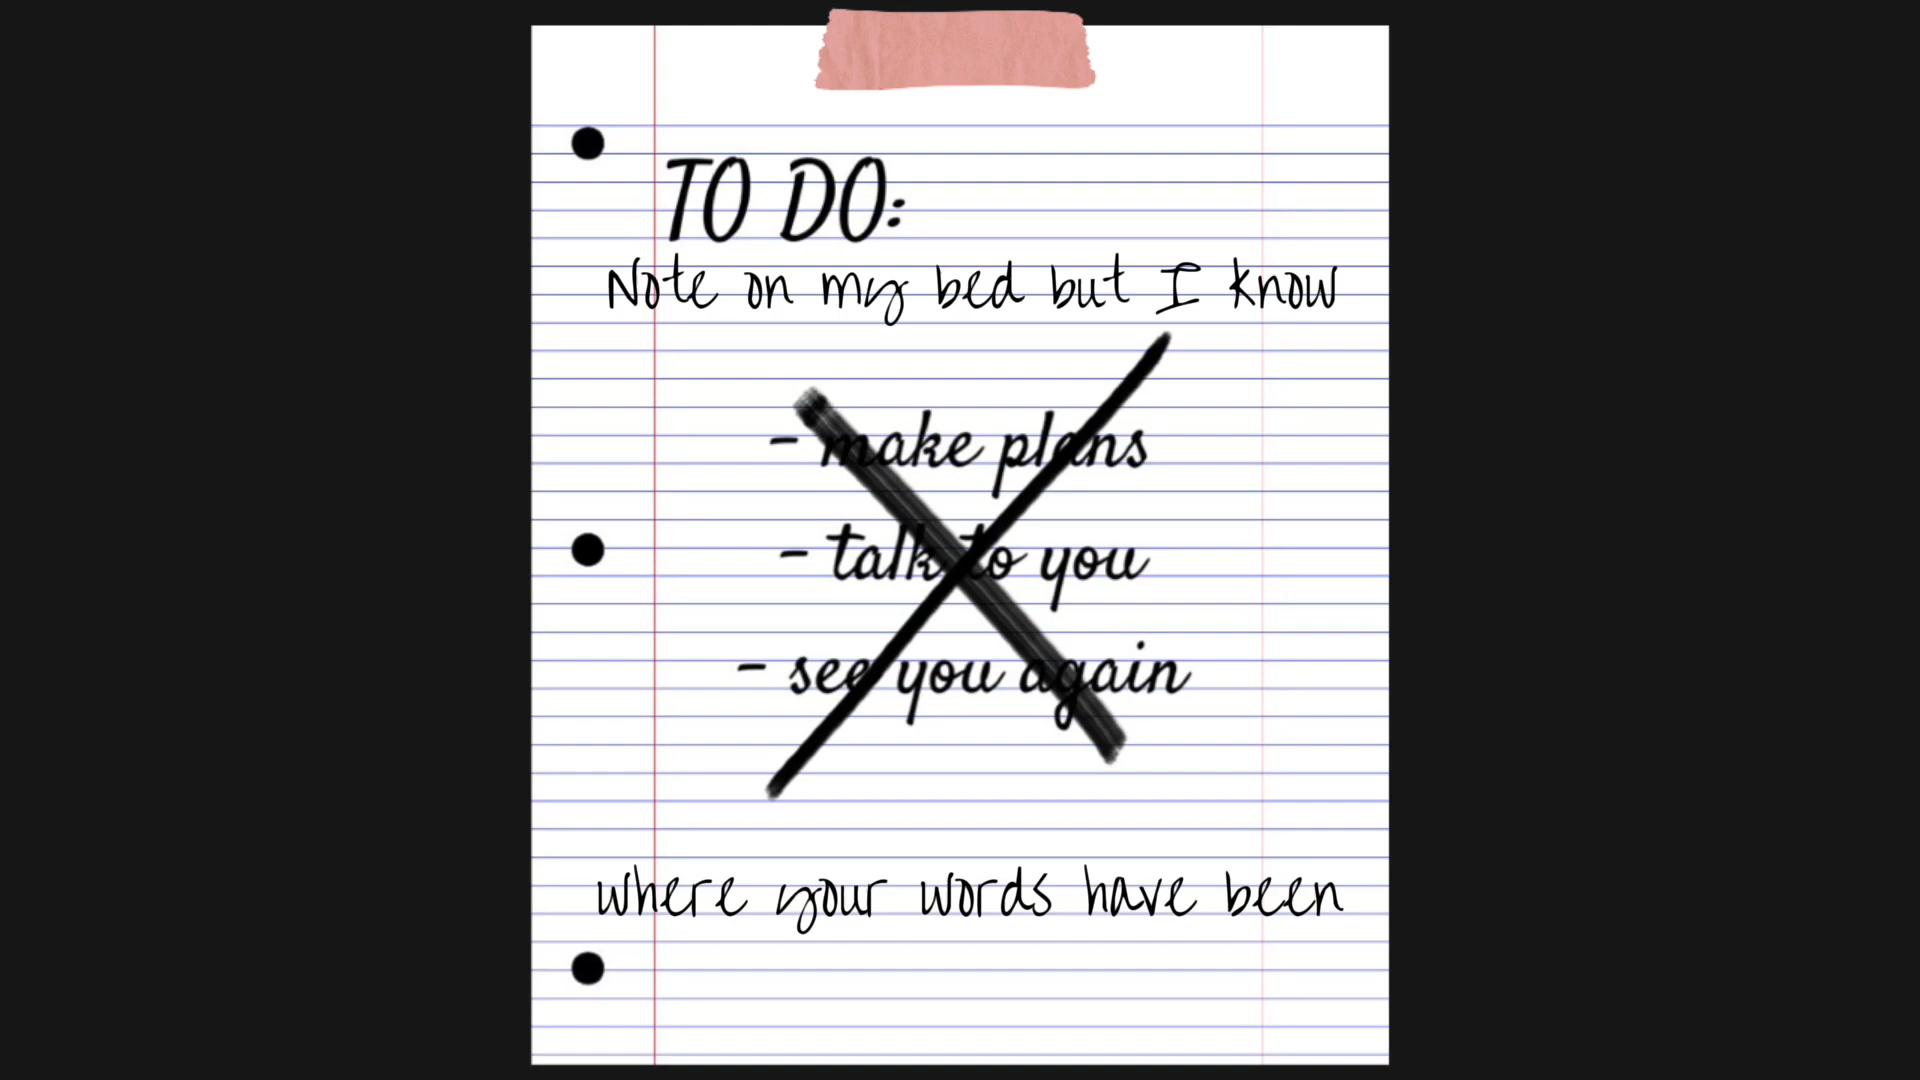 TO DO:
Note on my bed but I know
- make plans
- talk to you
- see you again
where your words have been